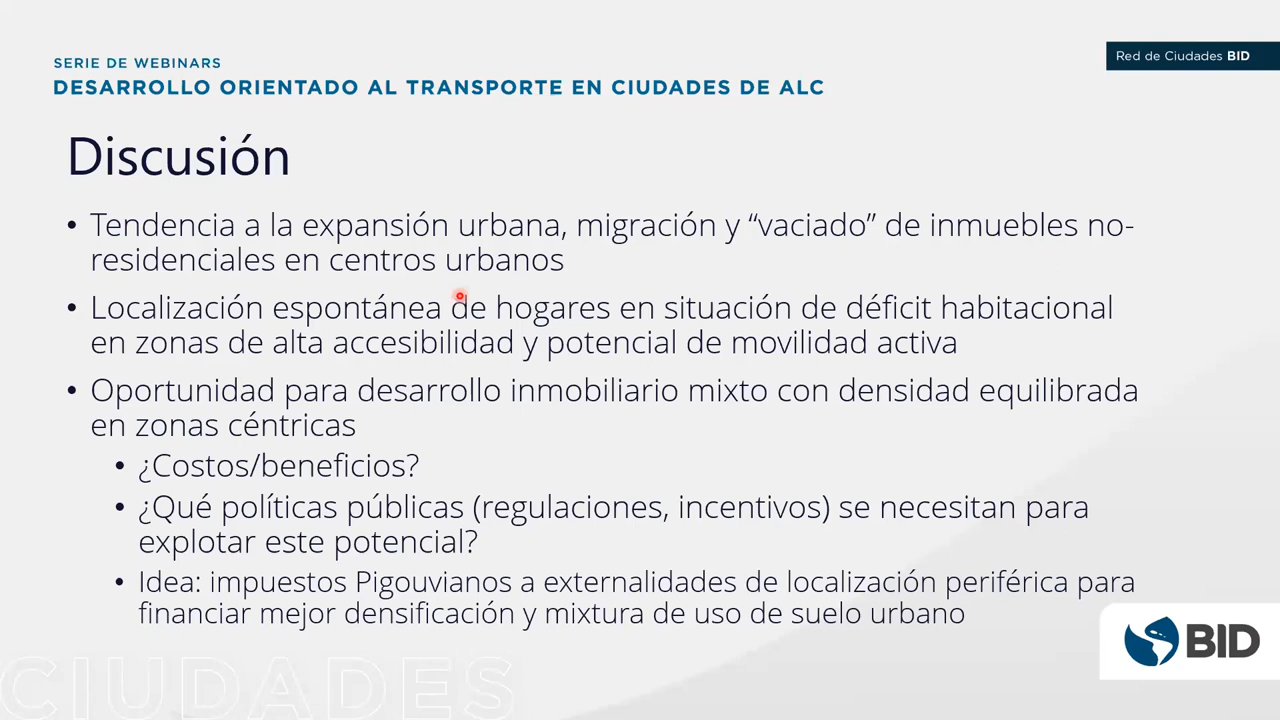 SERIE DE WEBINARS
DESARROLLO ORIENTADO AL TRANSPORTE EN CIUDADES DE ALC
Red de Ciudades BID
Discusión
• Tendencia a la expansión urbana, migración y “vaciado” de inmuebles no-
residenciales en centros urbanos
• Localización espontánea de hogares en situación de déficit habitacional
en zonas de alta accesibilidad y potencial de movilidad activa
• Oportunidad para desarrollo inmobiliario mixto con densidad equilibrada
en zonas céntricas
• ¿Costos/beneficios?
• ¿Qué políticas públicas (regulaciones, incentivos) se necesitan para
explotar este potencial?
• Idea: impuestos Pigouvianos a externalidades de localización periférica para
financiar mejor densificación y mixtura de uso de suelo urbano
BID
CIUDADES